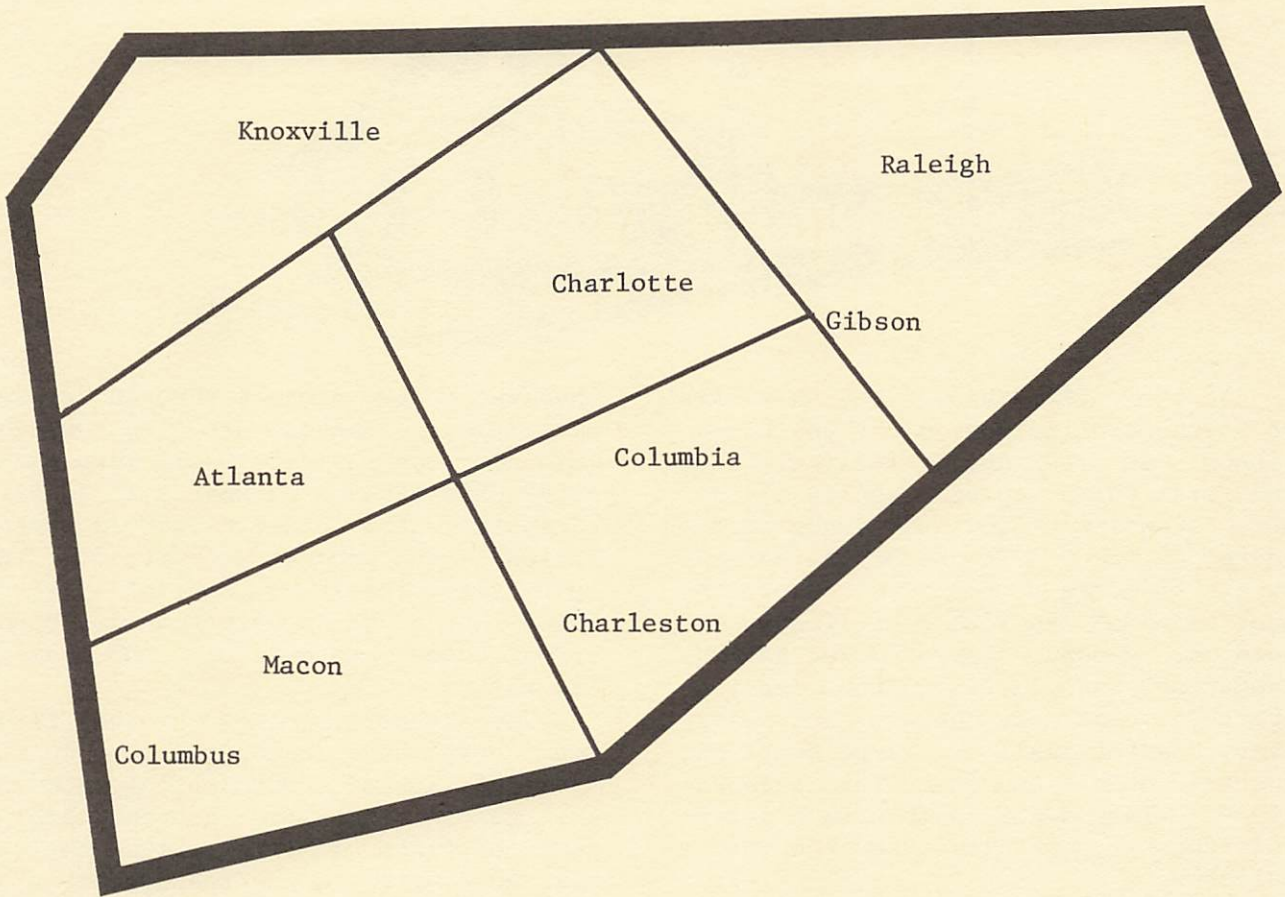 Knoxville
Raleigh
Charlotte
Gibson
Columbia
Atlanta
Charleston
Macon
Columbus